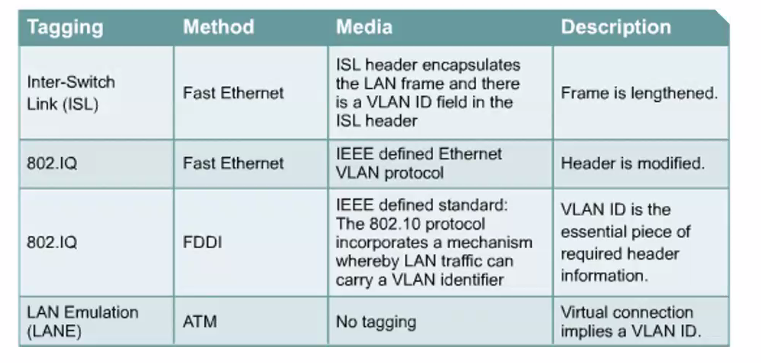 Tagging Method Media Description
Inter-Switch
Link (ISL)
Fast Ethernet
ISL header encapsulates
the LAN frame and there
is a VLAN ID field in the
ISL header
Frame is lengthened.
802.IQ
Fast Ethernet
IEEE defined Ethernet
VLAN protocol
Header is modified.
802.IQ
FDDI
IEEE defined standard:
The 802.10 protocol
incorporates a mechanism
whereby LAN traffic can
carry a VLAN identifier
VLAN ID is the
essential piece of
required header
information.
LAN Emulation
(LANE)
ATM
No tagging
Virtual connection
implies a VLAN ID.